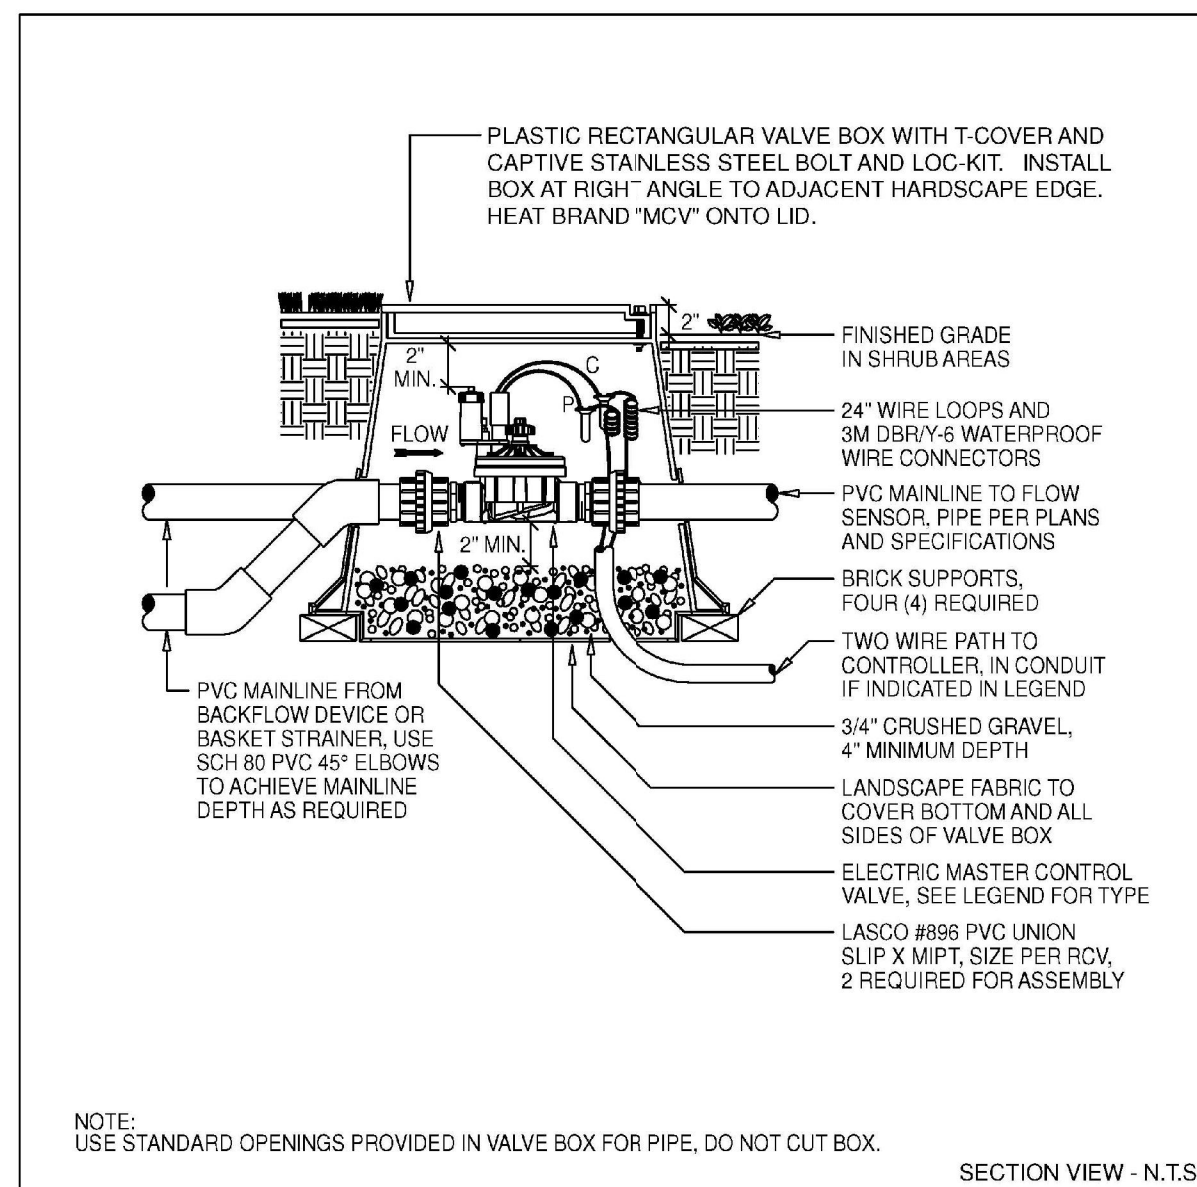 PLASTIC RECTANGULAR VALVE BOX WITH T-COVER AND
CAPTIVE STAINLESS STEEL BOLT AND LOC-KIT. INSTALL
BOX AT RIGHT ANGLE TO ADJACENT HARDSCAPE EDGE.
HEAT BRAND "MCV" ONTO LID.
2"
2"
MIN.
C
P
FLOW
2" MIN.
FINISHED GRADE
IN SHRUB AREAS
24" WIRE LOOPS AND
3M DBR/Y-6 WATERPROOF
WIRE CONNECTORS
PVC MAINLINE TO FLOW
SENSOR. PIPE PER PLANS
AND SPECIFICATIONS
BRICK SUPPORTS,
FOUR (4) REQUIRED
TWO WIRE PATH TO
CONTROLLER, IN CONDUIT
IF INDICATED IN LEGEND
3/4" CRUSHED GRAVEL,
4" MINIMUM DEPTH
LANDSCAPE FABRIC TO
COVER BOTTOM AND ALL
SIDES OF VALVE BOX
ELECTRIC MASTER CONTROL
VALVE, SEE LEGEND FOR TYPE
LASCO #896 PVC UNION
SLIP X MIPT, SIZE PER RCV,
2 REQUIRED FOR ASSEMBLY
PVC MAINLINE FROM
BACKFLOW DEVICE OR
BASKET STRAINER, USE
SCH 80 PVC 45° ELBOWS
TO ACHIEVE MAINLINE
DEPTH AS REQUIRED
NOTE:
USE STANDARD OPENINGS PROVIDED IN VALVE BOX FOR PIPE, DO NOT CUT BOX.
SECTION VIEW - N.T.S